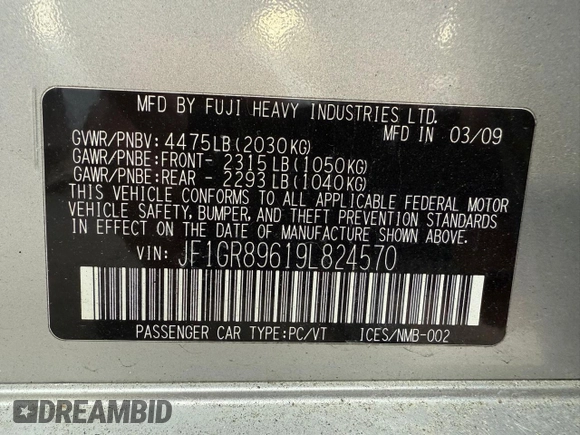 MFD BY FUJI HEAVY INDUSTRIES LTD.
MFD IN 03/09
GVWR/PNBV: 4475LB(2030KG)
GAWR/PNBE:FRONT- 2315LB(1050KG)
GAWR/PNBE:REAR - 2293LB(1040KG)
THIS VEHICLE CONFORMS TO ALL APPLICABLE FEDERAL MOTOR
VEHICLE SAFETY, BUMPER, AND THEFT PREVENTION STANDARDS
IN EFFECT ON THE DATE OF MANUFACTURE SHOWN ABOVE.
VIN: JF1GR89619L824570
PASSENGER CAR TYPE:PC/VT ICES/NMB-002
DREAMBID